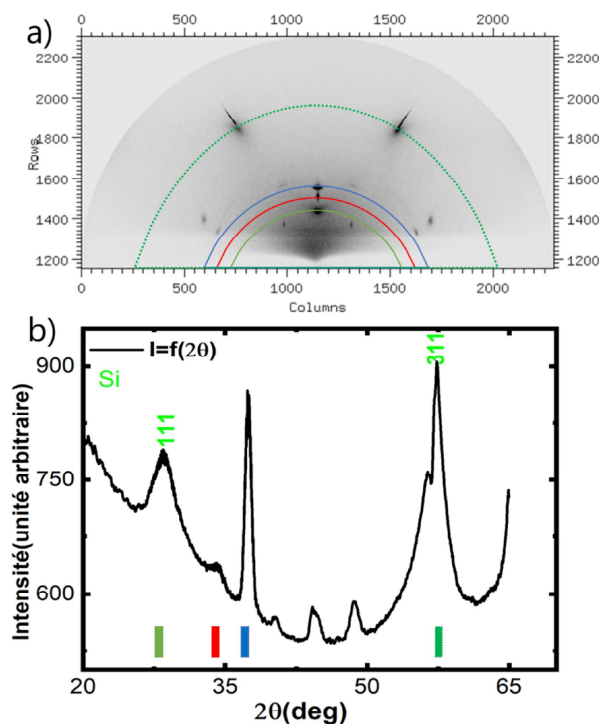 a)
0 500 1000 1500 2000
2200 2200
2000 2000
1800 1800
Rows
1600 1600
1400 1400
1200 1200
0 500 1000 1500 2000
Columns
b)
I=f(2θ)
Si
111
311
900
750
600
Intensité(unité arbitraire)
20 35 50 65
2θ(deg)